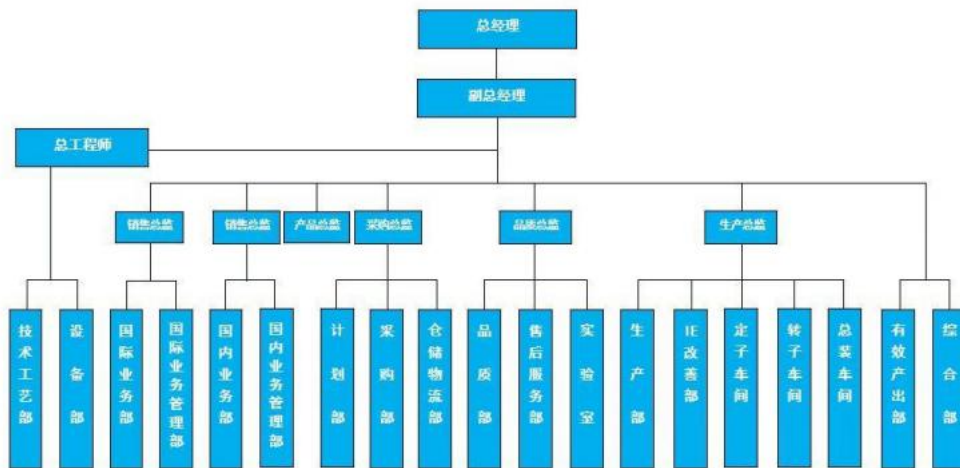 总经理
副总经理
总工程师
销售总监
销售总监
产品总监
采购总监
品质总监
生产总监
技术工艺部
设备部
国际业务部
国际业务管理部
国内业务部
国内业务管理部
计划部
采购部
仓储物流部
品质部
售后服务部
实验室
生产部
IE改善部
定子车间
转子车间
总装车间
有效产出部
综合部